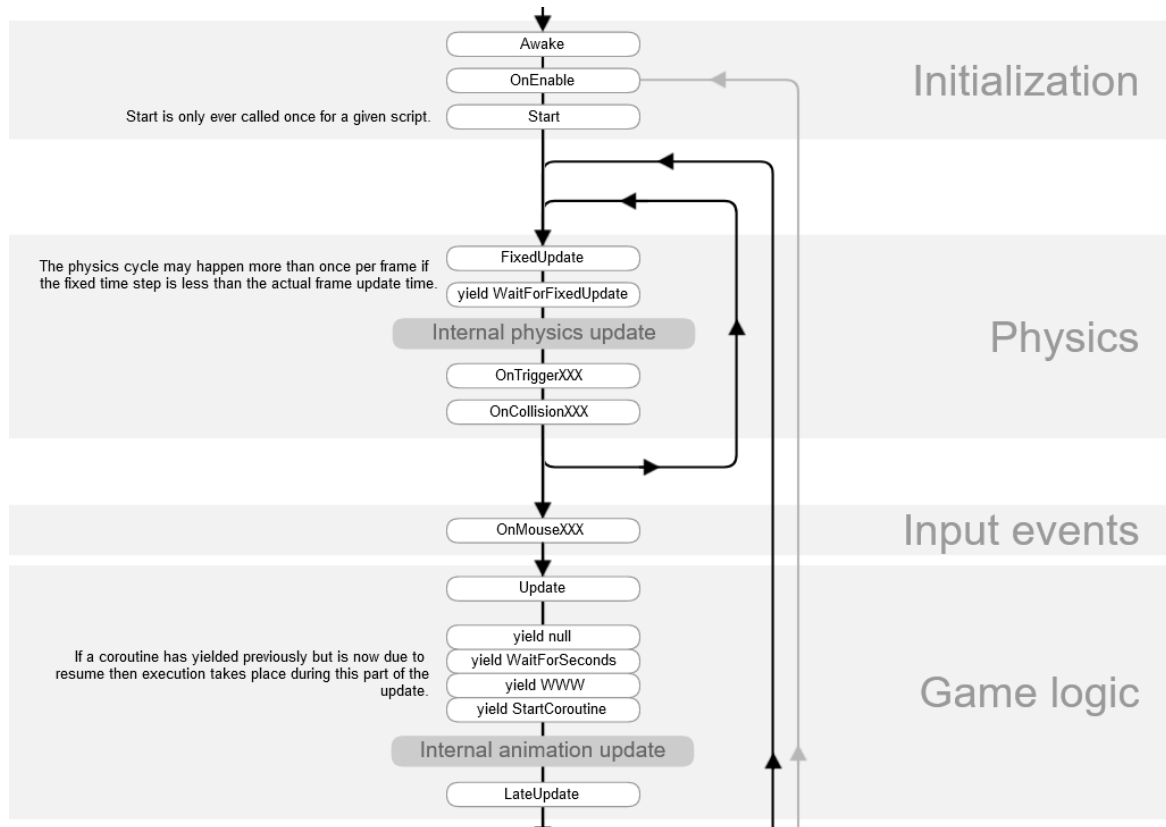 Awake
Initialization
OnEnable
Start is only ever called once for a given script.
Start
FixedUpdate
The physics cycle may happen more than once per frame if
the fixed time step is less than the actual frame update time.
yield WaitForFixedUpdate
Internal physics update
Physics
OnTriggerXXX
OnCollisionXXX
OnMouseXXX
Input events
Update
yield null
If a coroutine has yielded previously but is now due to
resume then execution takes place during this part of the
update.
yield WaitForSeconds
yield WWW
yield StartCoroutine
Game logic
Internal animation update
LateUpdate